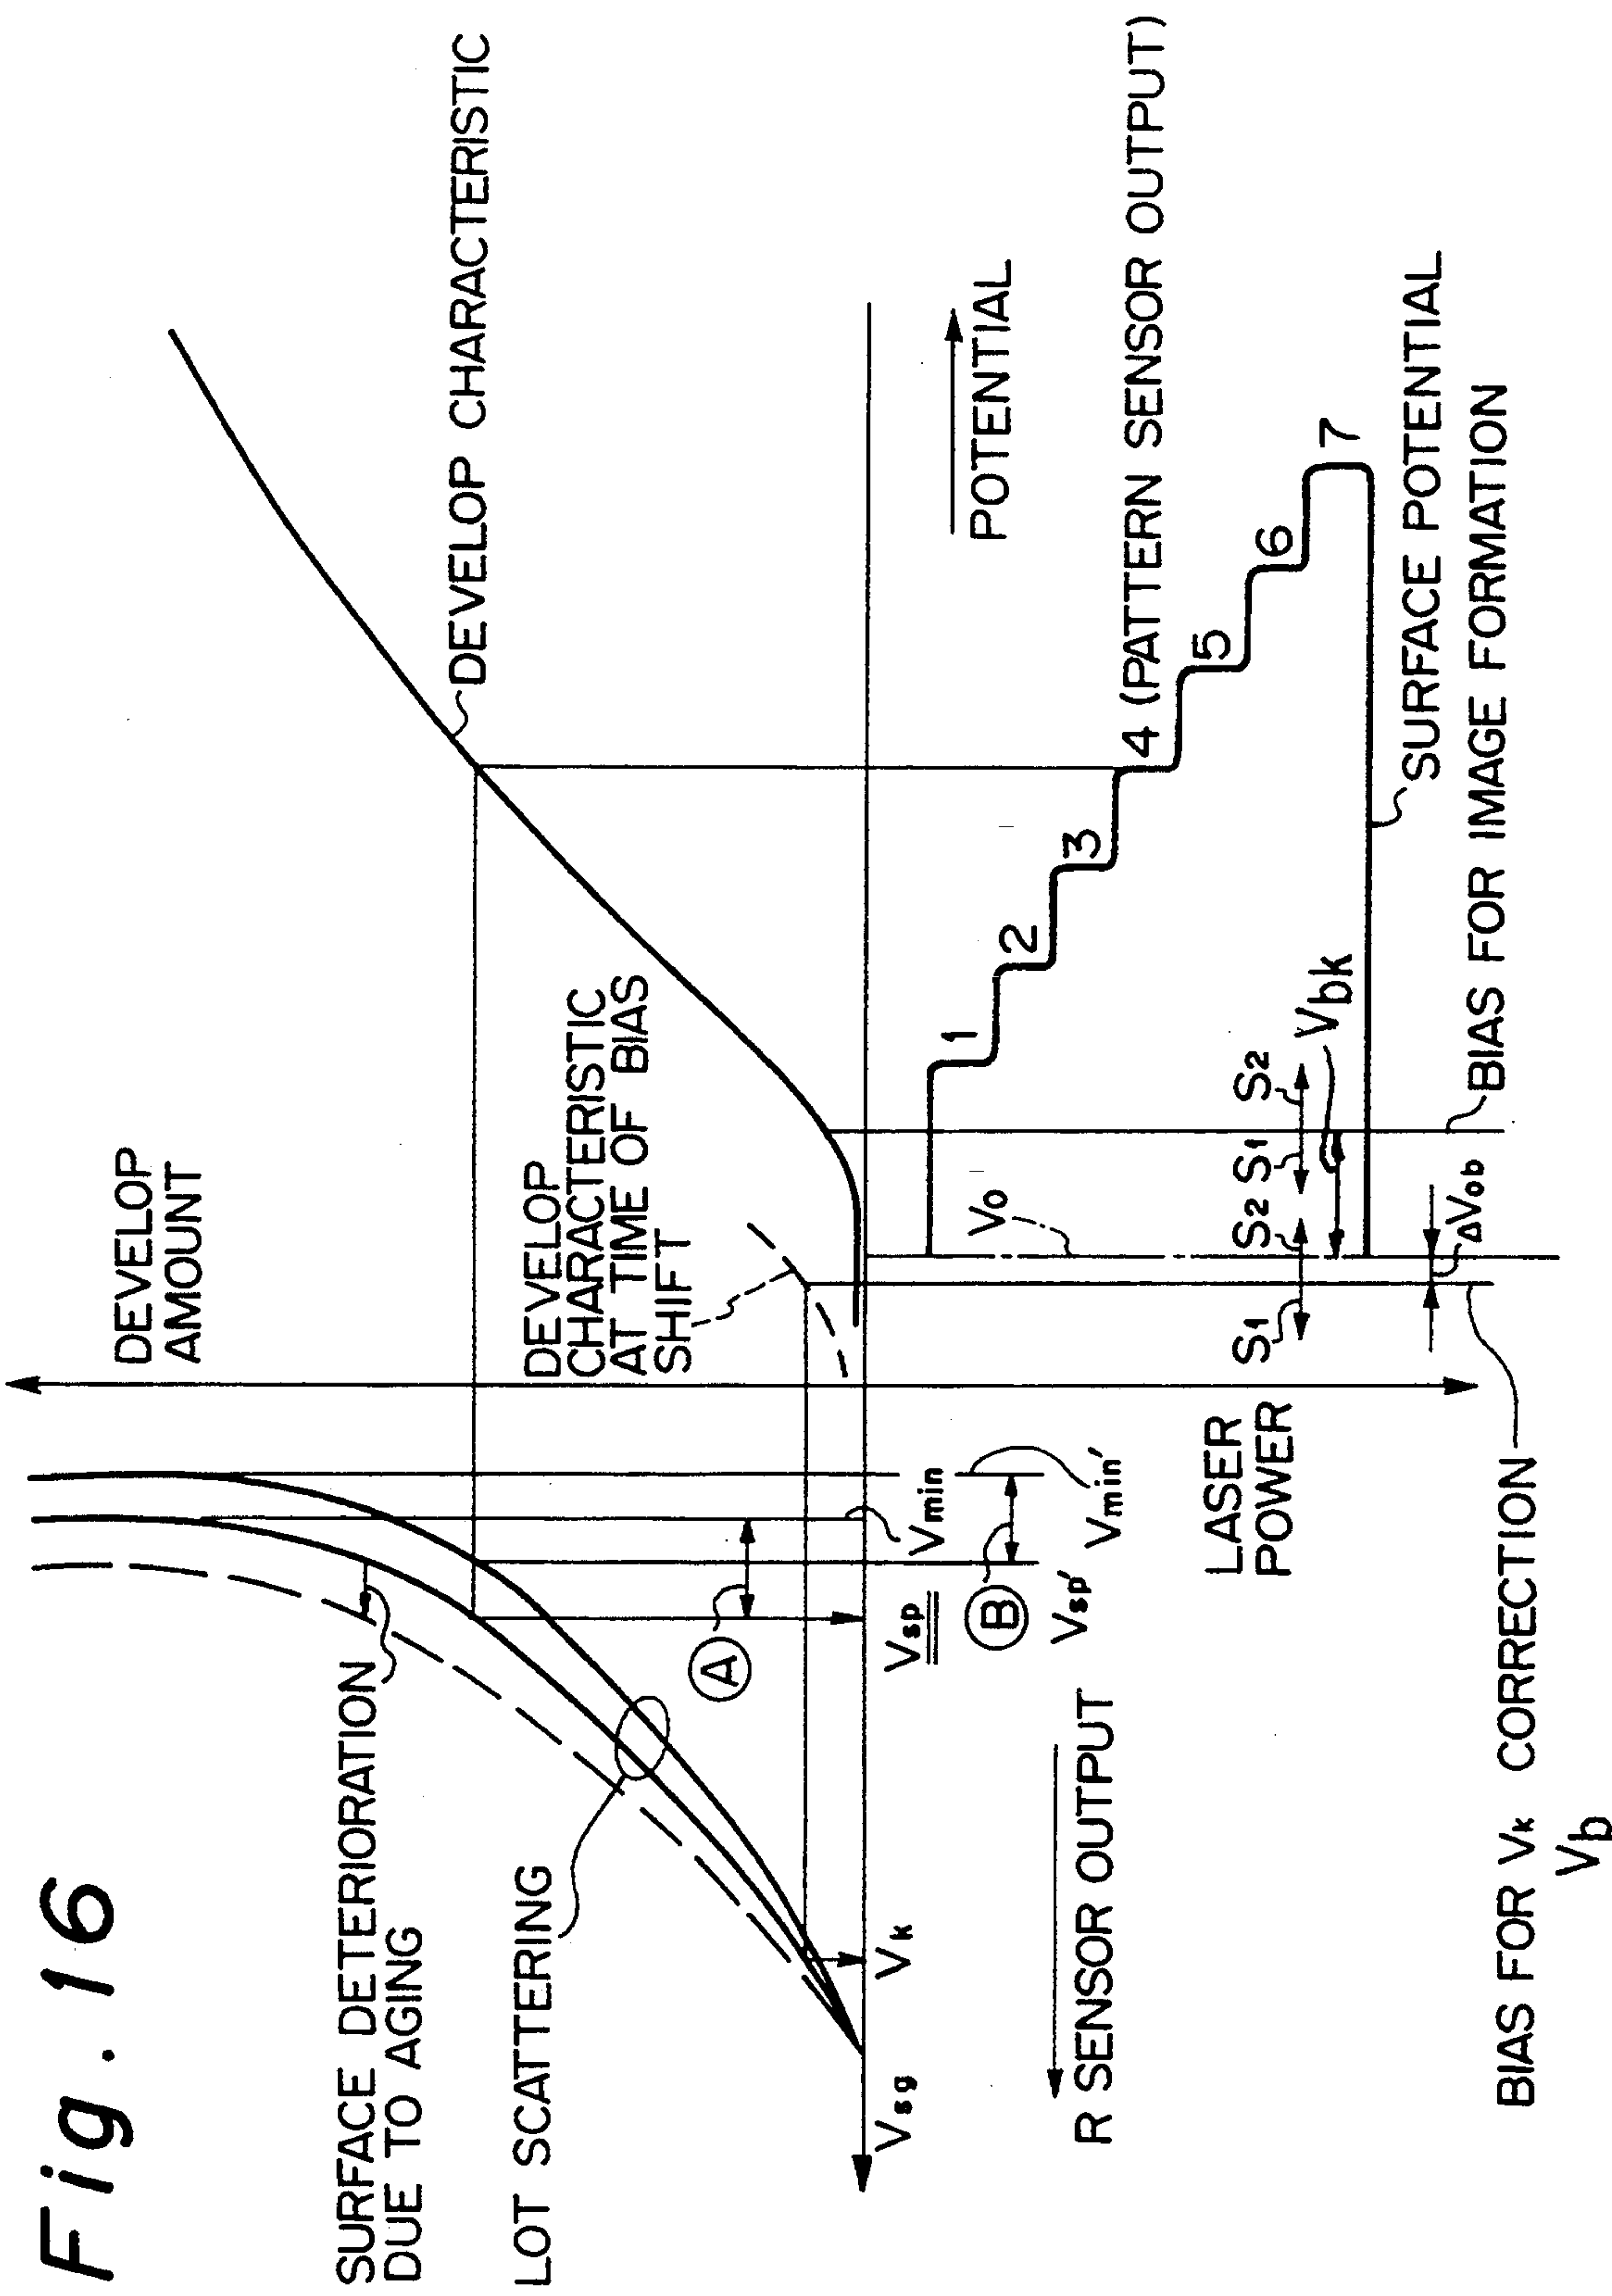 Fig. 16
SURFACE DETERIORATION
DUE TO AGING
LOT SCATTERING
DEVELOP
AMOUNT
DEVELOP CHARACTERISTIC
DEVELOP
CHARACTERISTIC
AT TIME OF BIAS
SHIFT
A
Vsg
Vk
Vsp
Vmin
B
Vsp'
Vmin'
R SENSOR OUTPUT
POTENTIAL
LASER
POWER
V0
1
2
3
4 (PATTERN SENSOR OUTPUT)
5
6
7
S1
S2
S1
S2
Vbk
ΔVob
SURFACE POTENTIAL
BIAS FOR IMAGE FORMATION
BIAS FOR Vk CORRECTION
Vb